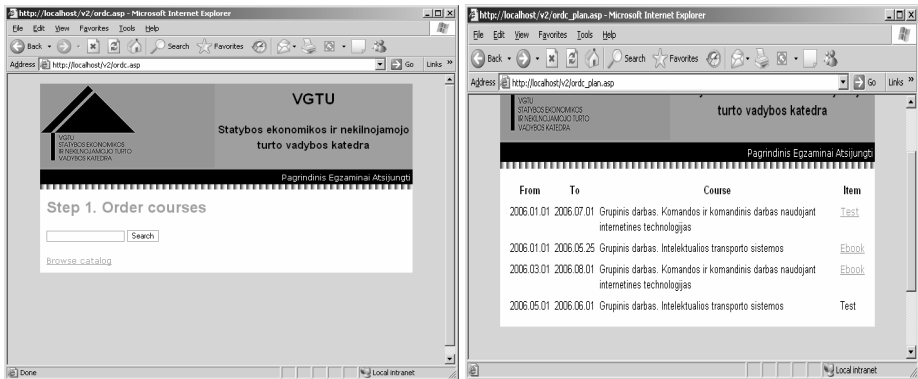 http://localhost/v2/ordc.asp - Microsoft Internet Explorer
File Edit View Favorites Tools Help
Back Search Favorites
Address http://localhost/v2/ordc.asp Go Links »
VGTU
STATYBOS EKONOMIKOS
IR NEKILNOJAMOJO TURTO
VADYBOS KATEDRA
VGTU
Statybos ekonomikos ir nekilnojamojo
turto vadybos katedra
Pagrindinis Egzaminai Atsijungti
Step 1. Order courses
Search
Browse catalog
Done Local intranet
http://localhost/v2/ordc_plan.asp - Microsoft Internet Explorer
File Edit View Favorites Tools Help
Back Search Favorites
Address http://localhost/v2/ordc_plan.asp Go Links »
VGTU
STATYBOS EKONOMIKOS
IR NEKILNOJAMOJO TURTO
VADYBOS KATEDRA
turto vadybos katedra
Pagrindinis Egzaminai Atsijungti
From To Course Item
2006.01.01 2006.07.01 Grupinis darbas. Komandos ir komandinis darbas naudojant Test
internetines technologijas
2006.01.01 2006.05.25 Grupinis darbas. Intelektualios transporto sistemos Ebook
2006.03.01 2006.08.01 Grupinis darbas. Komandos ir komandinis darbas naudojant Ebook
internetines technologijas
2006.05.01 2006.06.01 Grupinis darbas. Intelektualios transporto sistemos Test
Local intranet